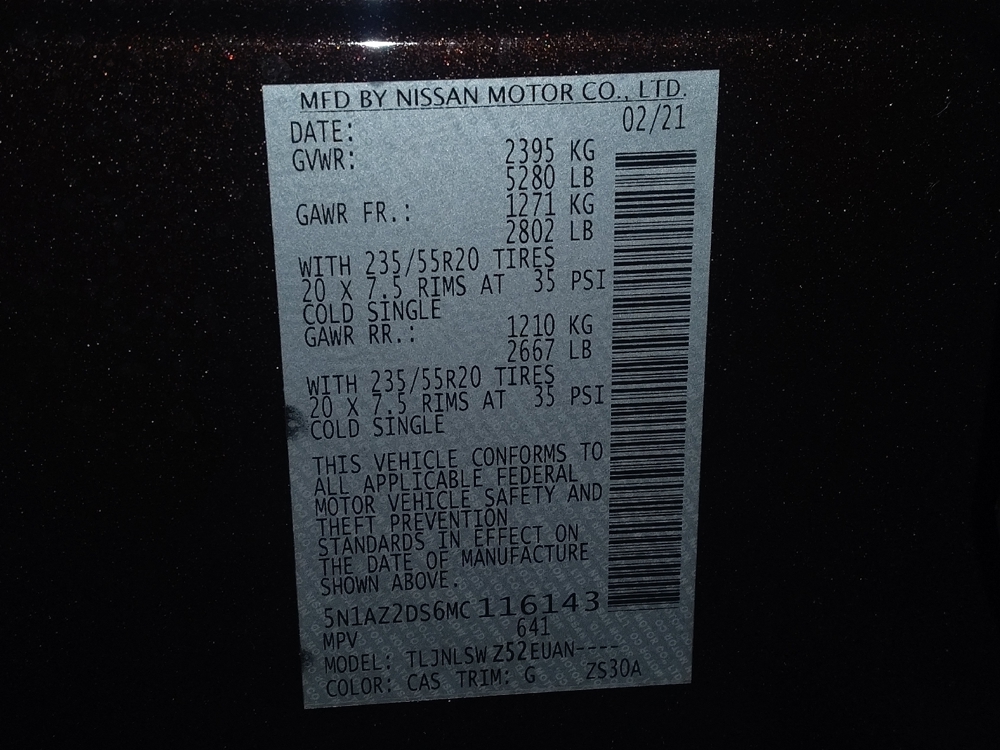 MFD BY NISSAN MOTOR CO., LTD.
DATE: 02/21
GVWR: 2395 KG
5280 LB
GAWR FR.: 1271 KG
2802 LB
WITH 235/55R20 TIRES
20 X 7.5 RIMS AT 35 PSI
COLD SINGLE
GAWR RR.: 1210 KG
2667 LB
WITH 235/55R20 TIRES
20 X 7.5 RIMS AT 35 PSI
COLD SINGLE
THIS VEHICLE CONFORMS TO
ALL APPLICABLE FEDERAL
MOTOR VEHICLE SAFETY AND
THEFT PREVENTION
STANDARDS IN EFFECT ON
THE DATE OF MANUFACTURE
SHOWN ABOVE.
5N1AZ2DS6MC 116143
MPV 641
MODEL: TLJNLSW Z52EUAN----
COLOR: CAS TRIM: G ZS30A